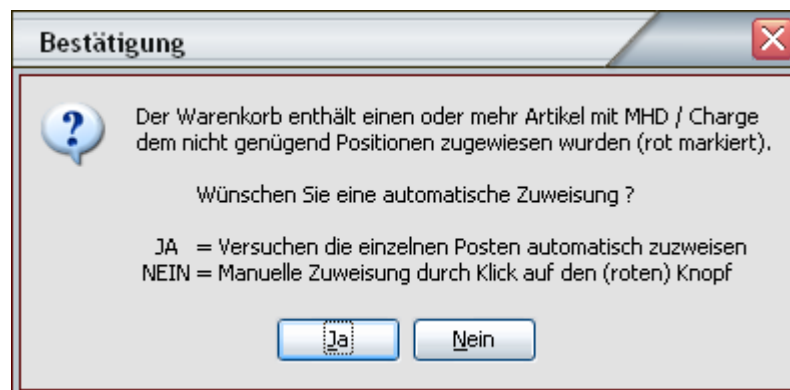 Bestätigung
Der Warenkorb enthält einen oder mehr Artikel mit MHD / Charge
dem nicht genügend Positionen zugewiesen wurden (rot markiert).
Wünschen Sie eine automatische Zuweisung ?
JA = Versuchen die einzelnen Posten automatisch zuzweisen
NEIN = Manuelle Zuweisung durch Klick auf den (roten) Knopf
Ja Nein